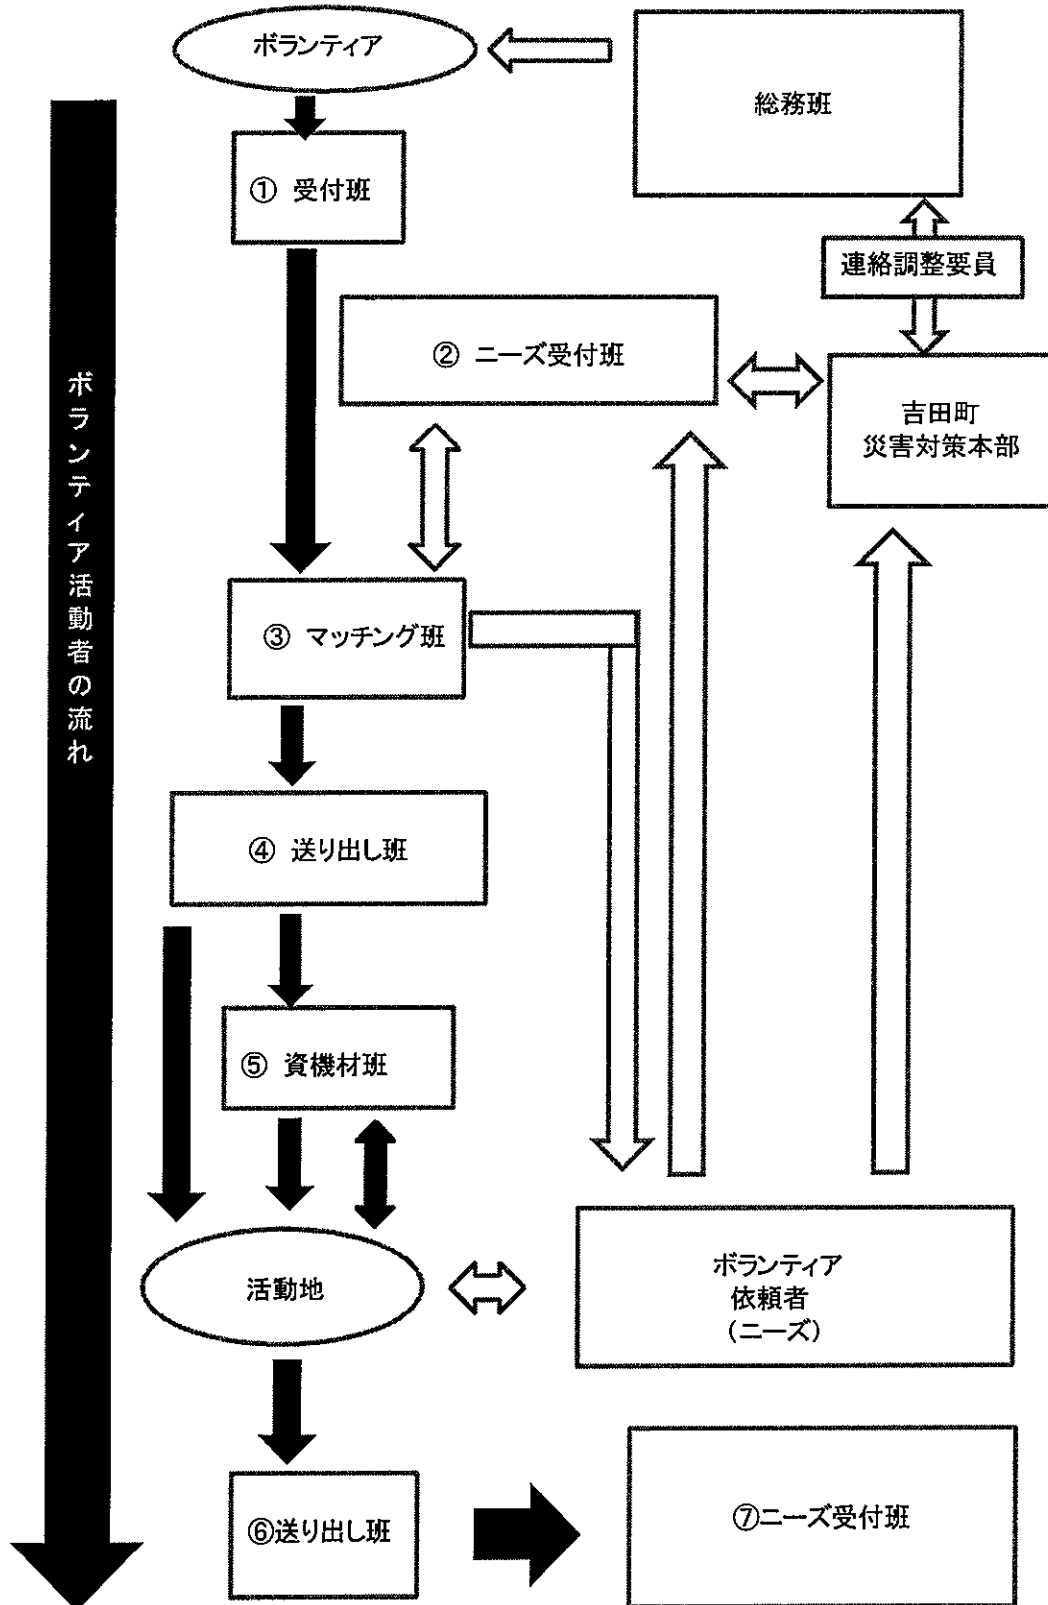 ボランティア
総務班
① 受付班
連絡調整要員
② ニーズ受付班
吉田町
災害対策本部
ボランティア活動者の流れ
③ マッチング班
④ 送り出し班
⑤ 資機材班
活動地
ボランティア
依頼者
(ニーズ)
⑥送り出し班
⑦ニーズ受付班